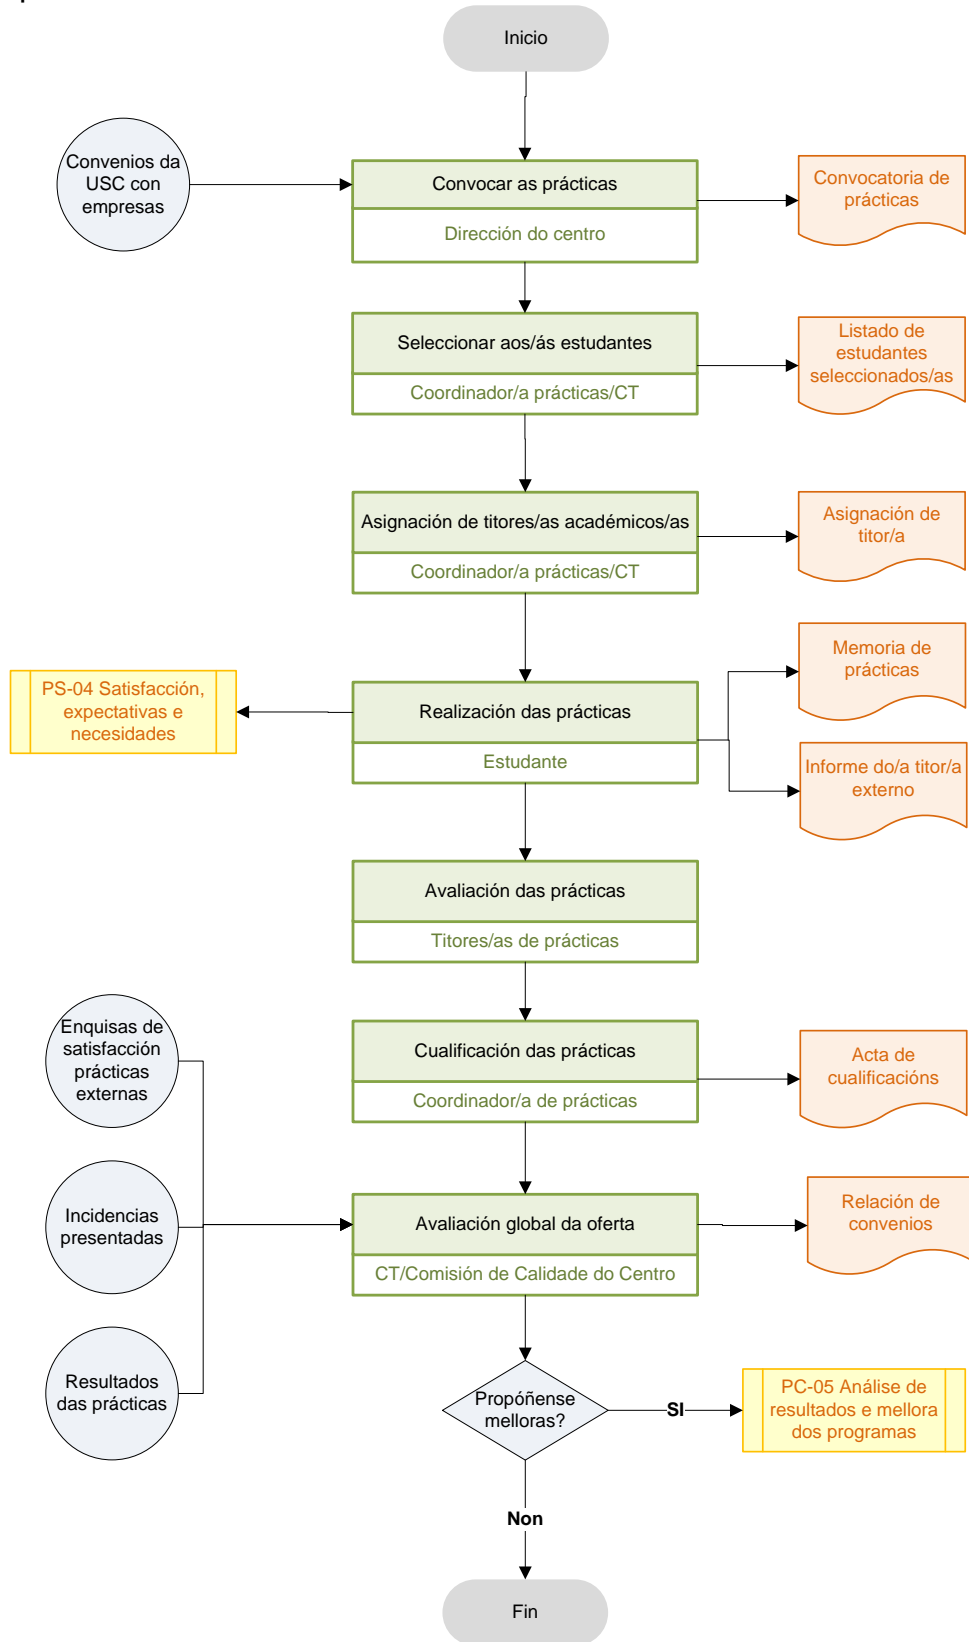 Inicio
Convenios da
USC con
empresas
Convocar as prácticas
Dirección do centro
Convocatoria de
prácticas
Seleccionar aos/ás estudantes
Coordinador/a prácticas/CT
Listado de
estudantes
seleccionados/as
Asignación de titores/as académicos/as
Coordinador/a prácticas/CT
Asignación de
titor/a
PS-04 Satisfacción,
expectativas e
necesidades
Realización das prácticas
Estudante
Memoria de
prácticas
Informe do/a titor/a
externo
Avaliación das prácticas
Titores/as de prácticas
Enquisas de
satisfacción
prácticas
externas
Cualificación das prácticas
Coordinador/a de prácticas
Acta de
cualificacións
Incidencias
presentadas
Avaliación global da oferta
CT/Comisión de Calidade do Centro
Relación de
convenios
Resultados
das prácticas
Propóñense
melloras?
SI
PC-05 Análise de
resultados e mellora
dos programas
Non
Fin